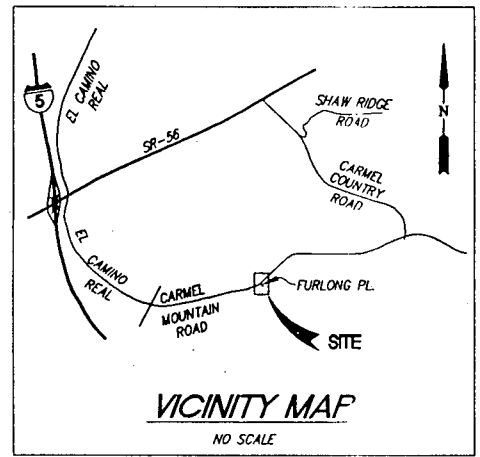 5
EL CAMINO
REAL
SR-56
SHAW RIDGE
ROAD
N
CARMEL
COUNTRY
ROAD
EL CAMINO
REAL
CARMEL
MOUNTAIN
ROAD
FURLONG PL.
SITE
VICINITY MAP
NO SCALE